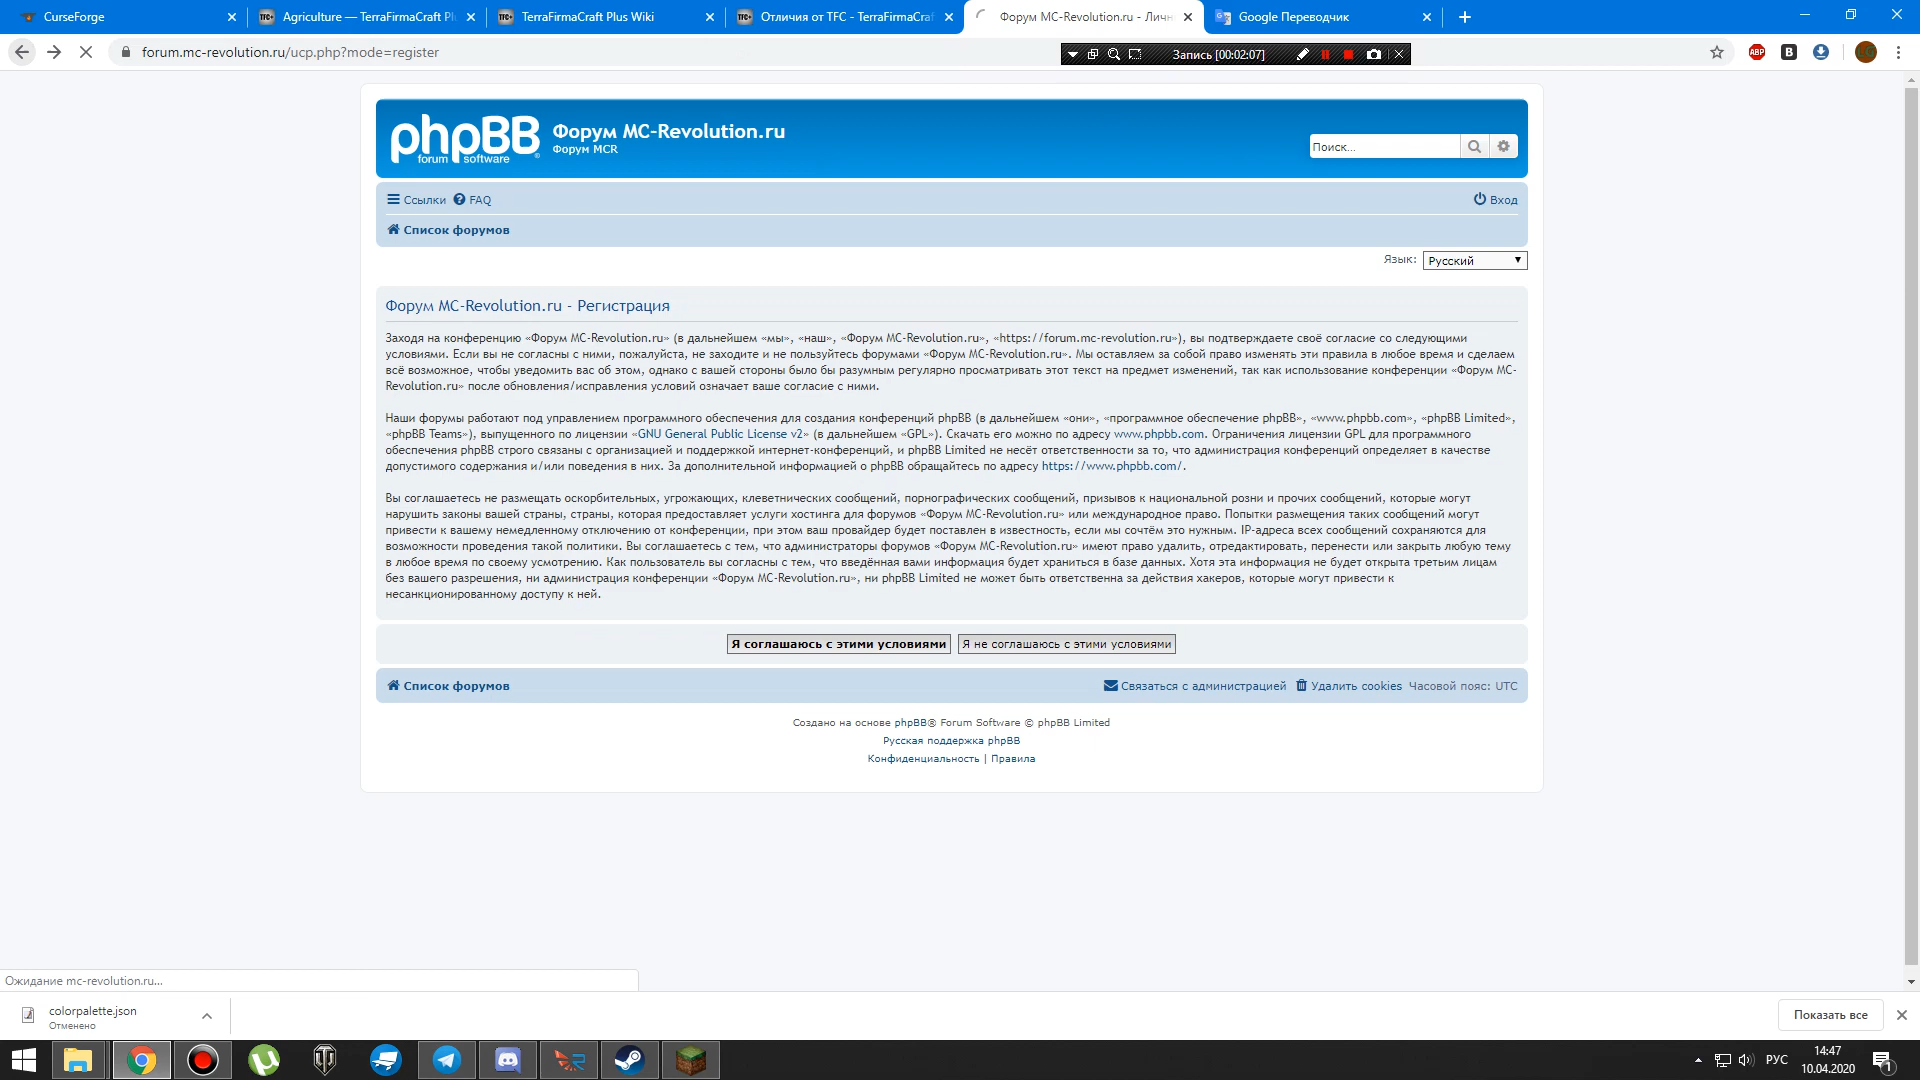 CurseForge
Agriculture — TerraFirmaCraft Pl
TerraFirmaCraft Plus Wiki
Отличия от TFC - TerraFirmaCraf
Форум MC-Revolution.ru - Личн
Google Переводчик
forum.mc-revolution.ru/ucp.php?mode=register
Запись [00:02:07]
ABP
B
phpBB
forum software
Форум MC-Revolution.ru
Форум MCR
Поиск...
Ссылки
FAQ
Вход
Список форумов
Язык:
Русский
Форум MC-Revolution.ru - Регистрация
Заходя на конференцию «Форум MC-Revolution.ru» (в дальнейшем «мы», «наш», «Форум MC-Revolution.ru», «https://forum.mc-revolution.ru»), вы подтверждаете своё согласие со следующими
условиями. Если вы не согласны с ними, пожалуйста, не заходите и не пользуйтесь форумами «Форум MC-Revolution.ru». Мы оставляем за собой право изменять эти правила в любое время и сделаем
всё возможное, чтобы уведомить вас об этом, однако с вашей стороны было бы разумным регулярно просматривать этот текст на предмет изменений, так как использование конференции «Форум MC-
Revolution.ru» после обновления/исправления условий означает ваше согласие с ними.
Наши форумы работают под управлением программного обеспечения для создания конференций phpBB (в дальнейшем «они», «программное обеспечение phpBB», «www.phpbb.com», «phpBB Limited»,
«phpBB Teams»), выпущенного по лицензии «GNU General Public License v2» (в дальнейшем «GPL»). Скачать его можно по адресу www.phpbb.com. Ограничения лицензии GPL для программного
обеспечения phpBB строго связаны с организацией и поддержкой интернет-конференций, и phpBB Limited не несёт ответственности за то, что администрация конференций определяет в качестве
допустимого содержания и/или поведения в них. За дополнительной информацией о phpBB обращайтесь по адресу https://www.phpbb.com/.
Вы соглашаетесь не размещать оскорбительных, угрожающих, клеветнических сообщений, порнографических сообщений, призывов к национальной розни и прочих сообщений, которые могут
нарушить законы вашей страны, страны, которая предоставляет услуги хостинга для форумов «Форум MC-Revolution.ru» или международное право. Попытки размещения таких сообщений могут
привести к вашему немедленному отключению от конференции, при этом ваш провайдер будет поставлен в известность, если мы сочтём это нужным. IP-адреса всех сообщений сохраняются для
возможности проведения такой политики. Вы соглашаетесь с тем, что администраторы форумов «Форум MC-Revolution.ru» имеют право удалить, отредактировать, перенести или закрыть любую тему
в любое время по своему усмотрению. Как пользователь вы согласны с тем, что введённая вами информация будет храниться в базе данных. Хотя эта информация не будет открыта третьим лицам
без вашего разрешения, ни администрация конференции «Форум MC-Revolution.ru», ни phpBB Limited не может быть ответственна за действия хакеров, которые могут привести к
несанкционированному доступу к ней.
Я соглашаюсь с этими условиями
Я не соглашаюсь с этими условиями
Список форумов
Связаться с администрацией
Удалить cookies
Часовой пояс: UTC
Создано на основе phpBB® Forum Software © phpBB Limited
Русская поддержка phpBB
Конфиденциальность | Правила
Ожидание mc-revolution.ru...
colorpalette.json
Отменено
Показать все
РУС
14:47
10.04.2020
1